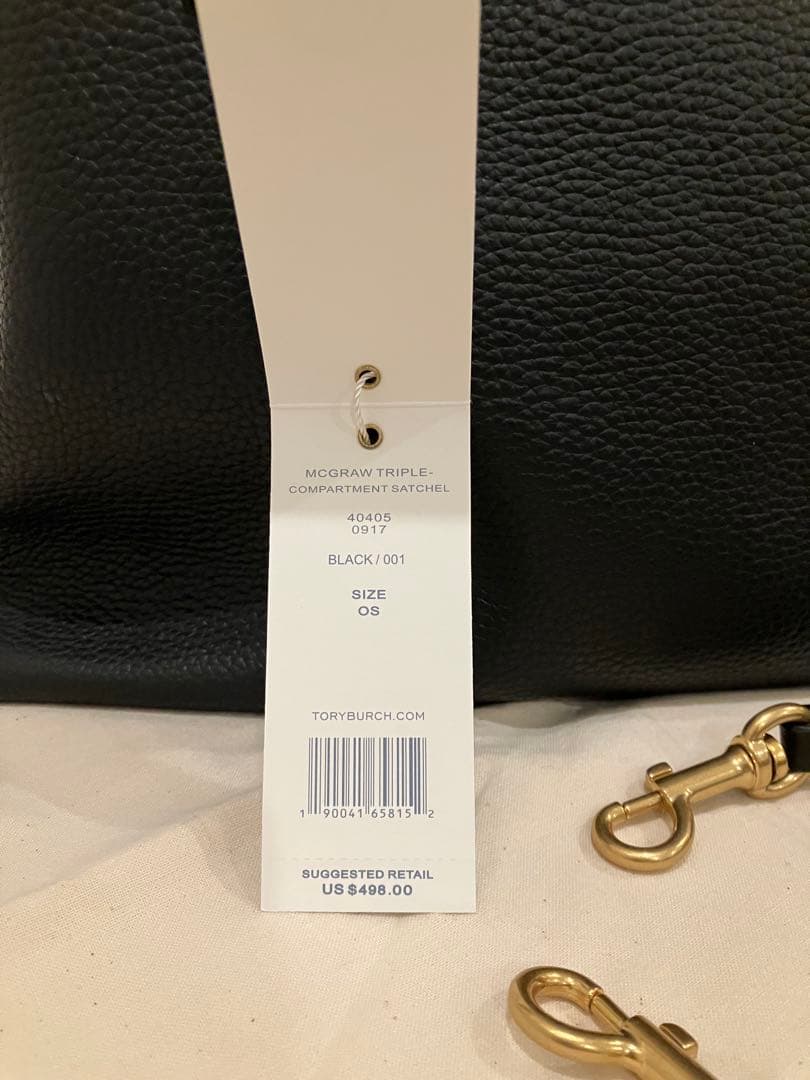 MCGRAW TRIPLE-
COMPARTMENT SATCHEL
40405
0917
BLACK / 001
SIZE
OS
TORYBURCH.COM
1 90041 65815 2
SUGGESTED RETAIL
US $498.00